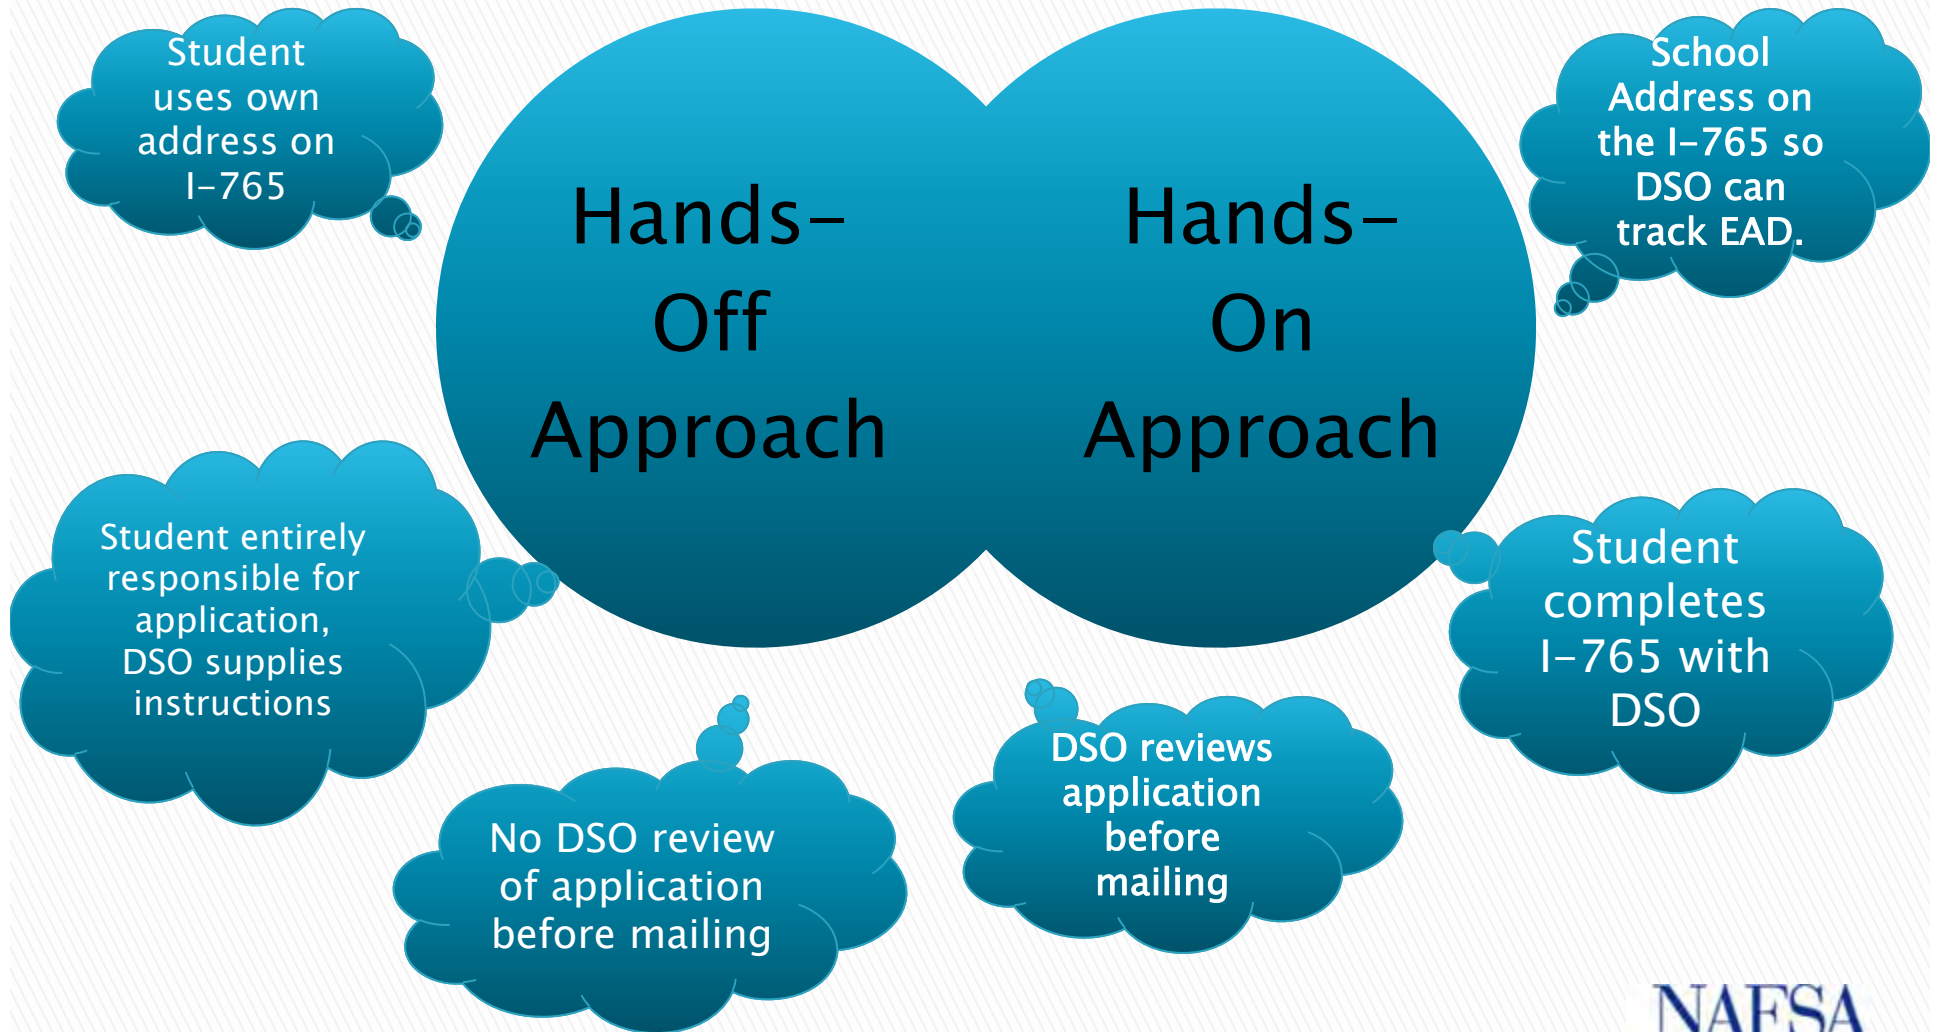 Student
uses own
address on
I-765
Hands-
Off
Approach
Hands-
On
Approach
School
Address on
the I-765 so
DSO can
track EAD.
Student entirely
responsible for
application,
DSO supplies
instructions
No DSO review
of application
before mailing
DSO reviews
application
before
mailing
Student
completes
I-765 with
DSO
NAFSA